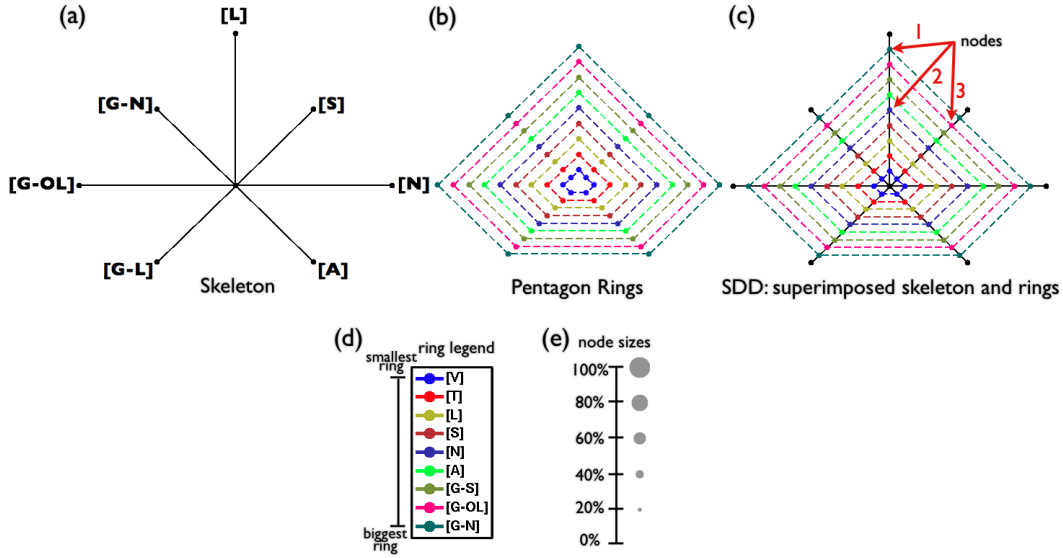 (a)
[L]
[G-N]
[S]
[G-OL]
[N]
[G-L]
[A]
Skeleton
(b)
Pentagon Rings
(c)
1
nodes
2
3
SDD: superimposed skeleton and rings
(d)
ring legend
smallest
ring
[V]
[T]
[L]
[S]
[N]
[A]
[G-S]
[G-OL]
[G-N]
biggest
ring
(e)
node sizes
100%
80%
60%
40%
20%
0%